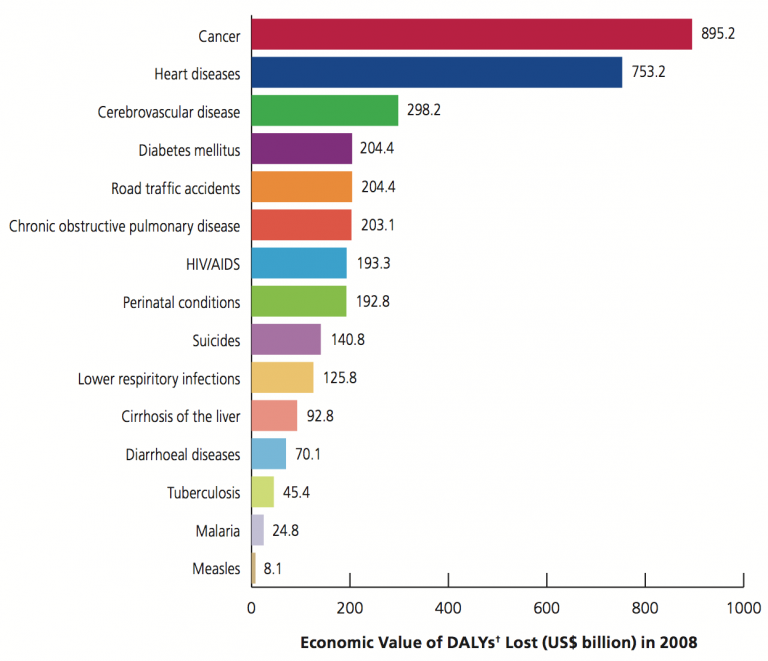 Cancer 895.2
Heart diseases 753.2
Cerebrovascular disease 298.2
Diabetes mellitus 204.4
Road traffic accidents 204.4
Chronic obstructive pulmonary disease 203.1
HIV/AIDS 193.3
Perinatal conditions 192.8
Suicides 140.8
Lower respiritory infections 125.8
Cirrhosis of the liver 92.8
Diarrhoeal diseases 70.1
Tuberculosis 45.4
Malaria 24.8
Measles 8.1
0 200 400 600 800 1000
Economic Value of DALYs† Lost (US$ billion) in 2008